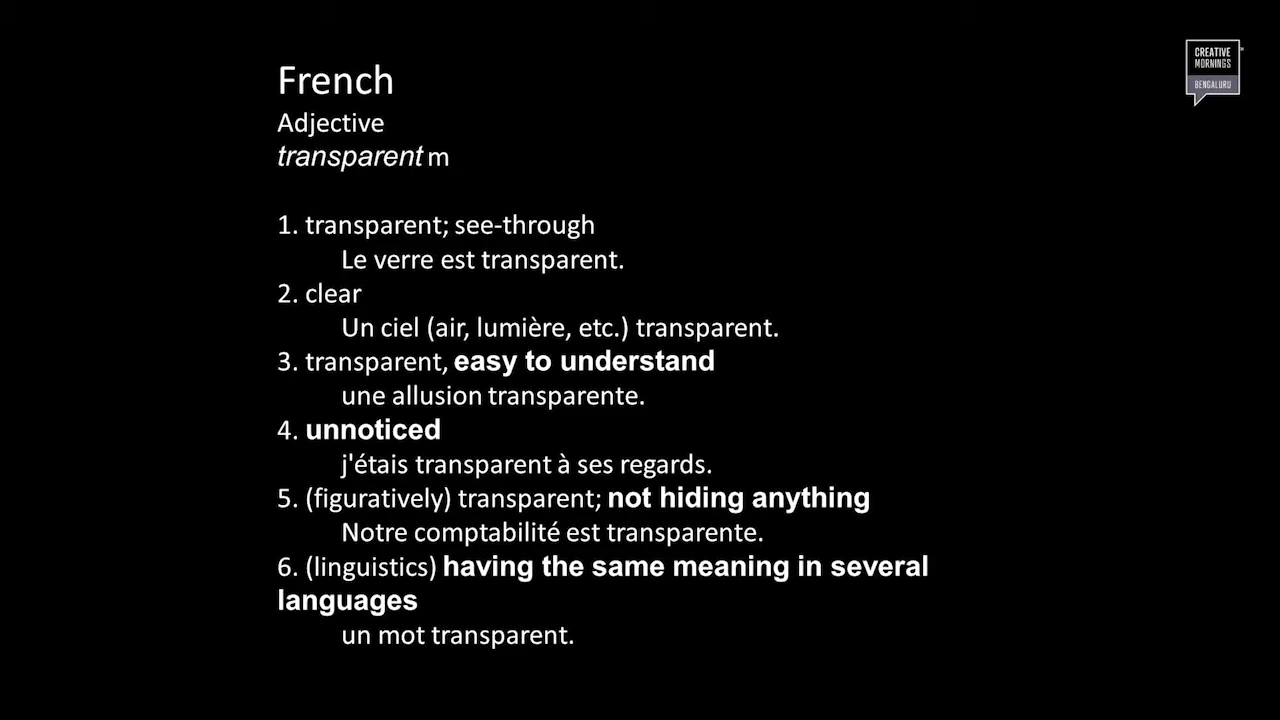 French
Adjective
transparent m
1. transparent; see-through
Le verre est transparent.
2. clear
Un ciel (air, lumière, etc.) transparent.
3. transparent, easy to understand
une allusion transparente.
4. unnoticed
j'étais transparent à ses regards.
5. (figuratively) transparent; not hiding anything
Notre comptabilité est transparente.
6. (linguistics) having the same meaning in several
languages
un mot transparent.
CREATIVE
MORNINGS
BENGALURU